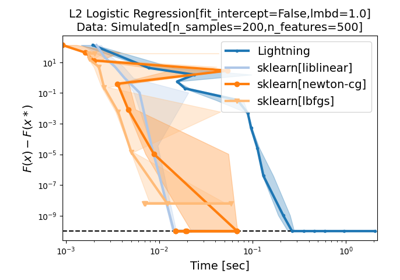 L2 Logistic Regression[fit_intercept=False,lmbd=1.0]
Data: Simulated[n_samples=200,n_features=500]
Lightning
sklearn[liblinear]
sklearn[newton-cg]
sklearn[lbfgs]
F(x) − F(x*)
10¹
10⁻¹
10⁻³
10⁻⁵
10⁻⁷
10⁻⁹
10⁻³
10⁻²
10⁻¹
10⁰
Time [sec]